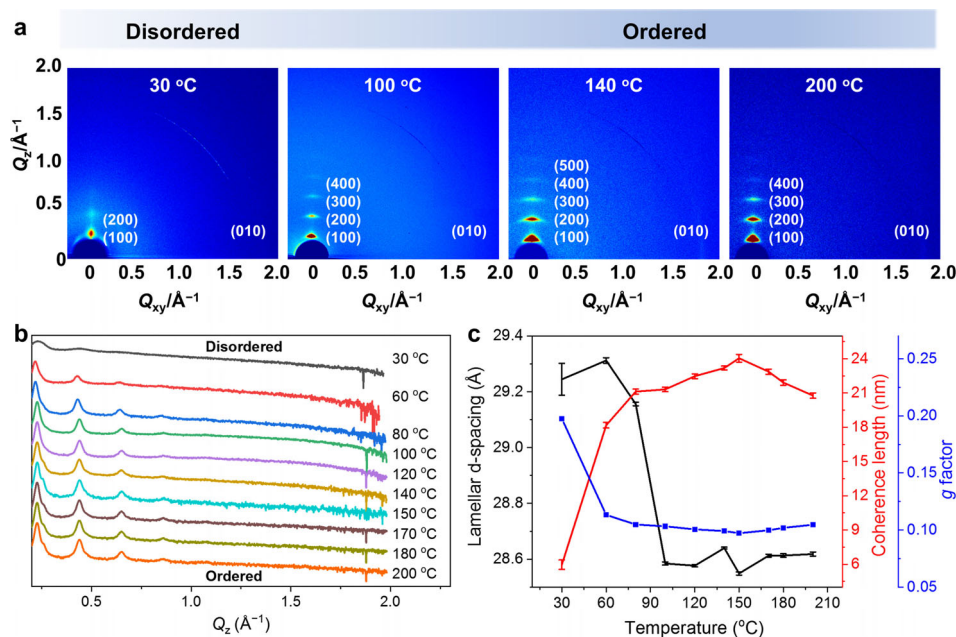 a
Disordered
Ordered
30 °C
100 °C
140 °C
200 °C
Qz/Å⁻¹
2.0
1.5
1.0
0.5
0
(200)
(100)
(010)
(400)
(300)
(200)
(100)
(010)
(500)
(400)
(300)
(200)
(100)
(010)
(400)
(300)
(200)
(100)
(010)
0 0.5 1.0 1.5
0 0.5 1.0 1.5 2.0
0 0.5 1.0 1.5 2.0
0 0.5 1.0 1.5 2.0
Qxy/Å⁻¹
Qxy/Å⁻¹
Qxy/Å⁻¹
Qxy/Å⁻¹
b
Disordered
30 °C
60 °C
80 °C
100 °C
120 °C
140 °C
150 °C
170 °C
180 °C
200 °C
Ordered
0.5 1.0 1.5 2.0
Qz (Å⁻¹)
c
Lamellar d-spacing (Å)
29.4
29.2
29.0
28.8
28.6
24
21
18
15
12
9
6
Coherence length (nm)
0.25
0.20
0.15
0.10
0.05
g factor
30 60 90 120 150 180 210
Temperature (°C)